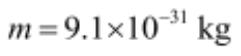 m = 9.1×10⁻³¹ kg